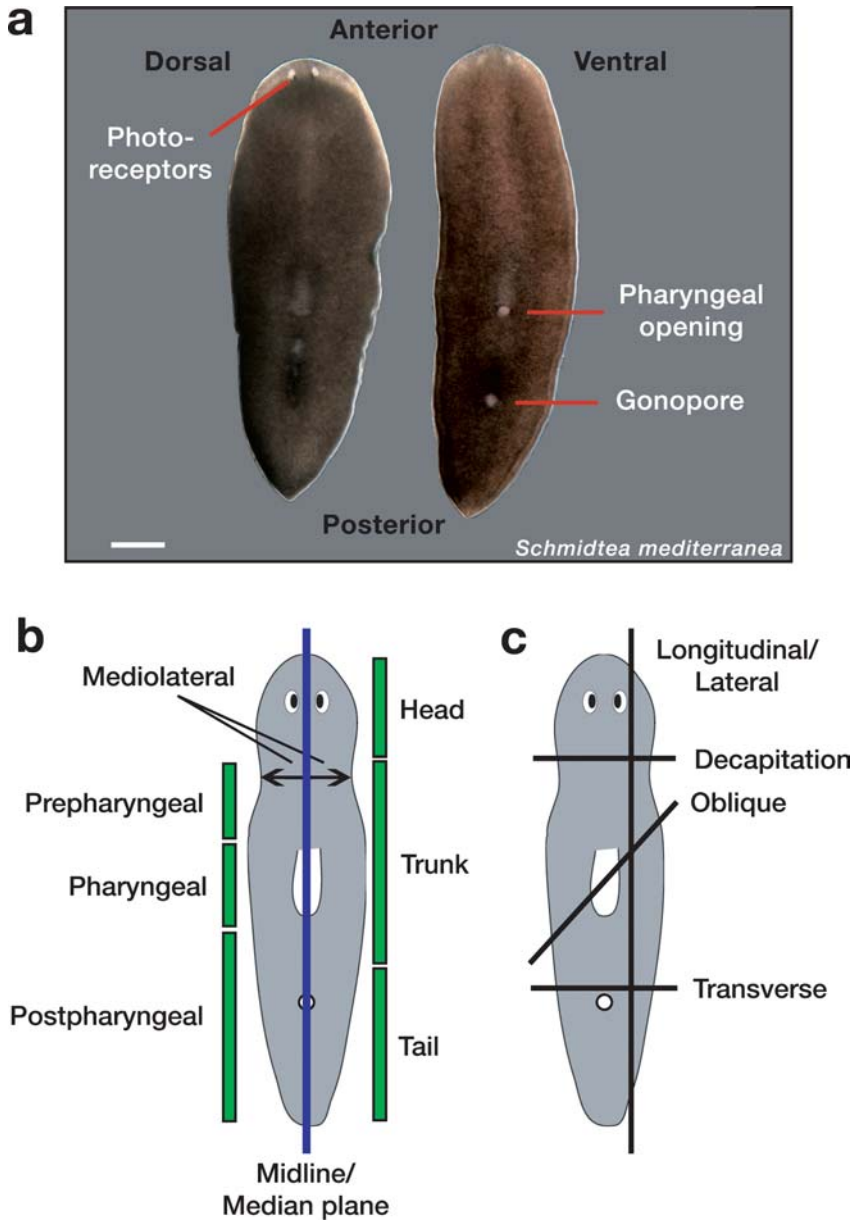 a
Anterior
Dorsal
Ventral
Photo-
receptors
Pharyngeal
opening
Gonopore
Posterior
Schmidtea mediterranea
b
Mediolateral
Head
Prepharyngeal
Trunk
Pharyngeal
Postpharyngeal
Tail
Midline/
Median plane
c
Longitudinal/
Lateral
Decapitation
Oblique
Transverse